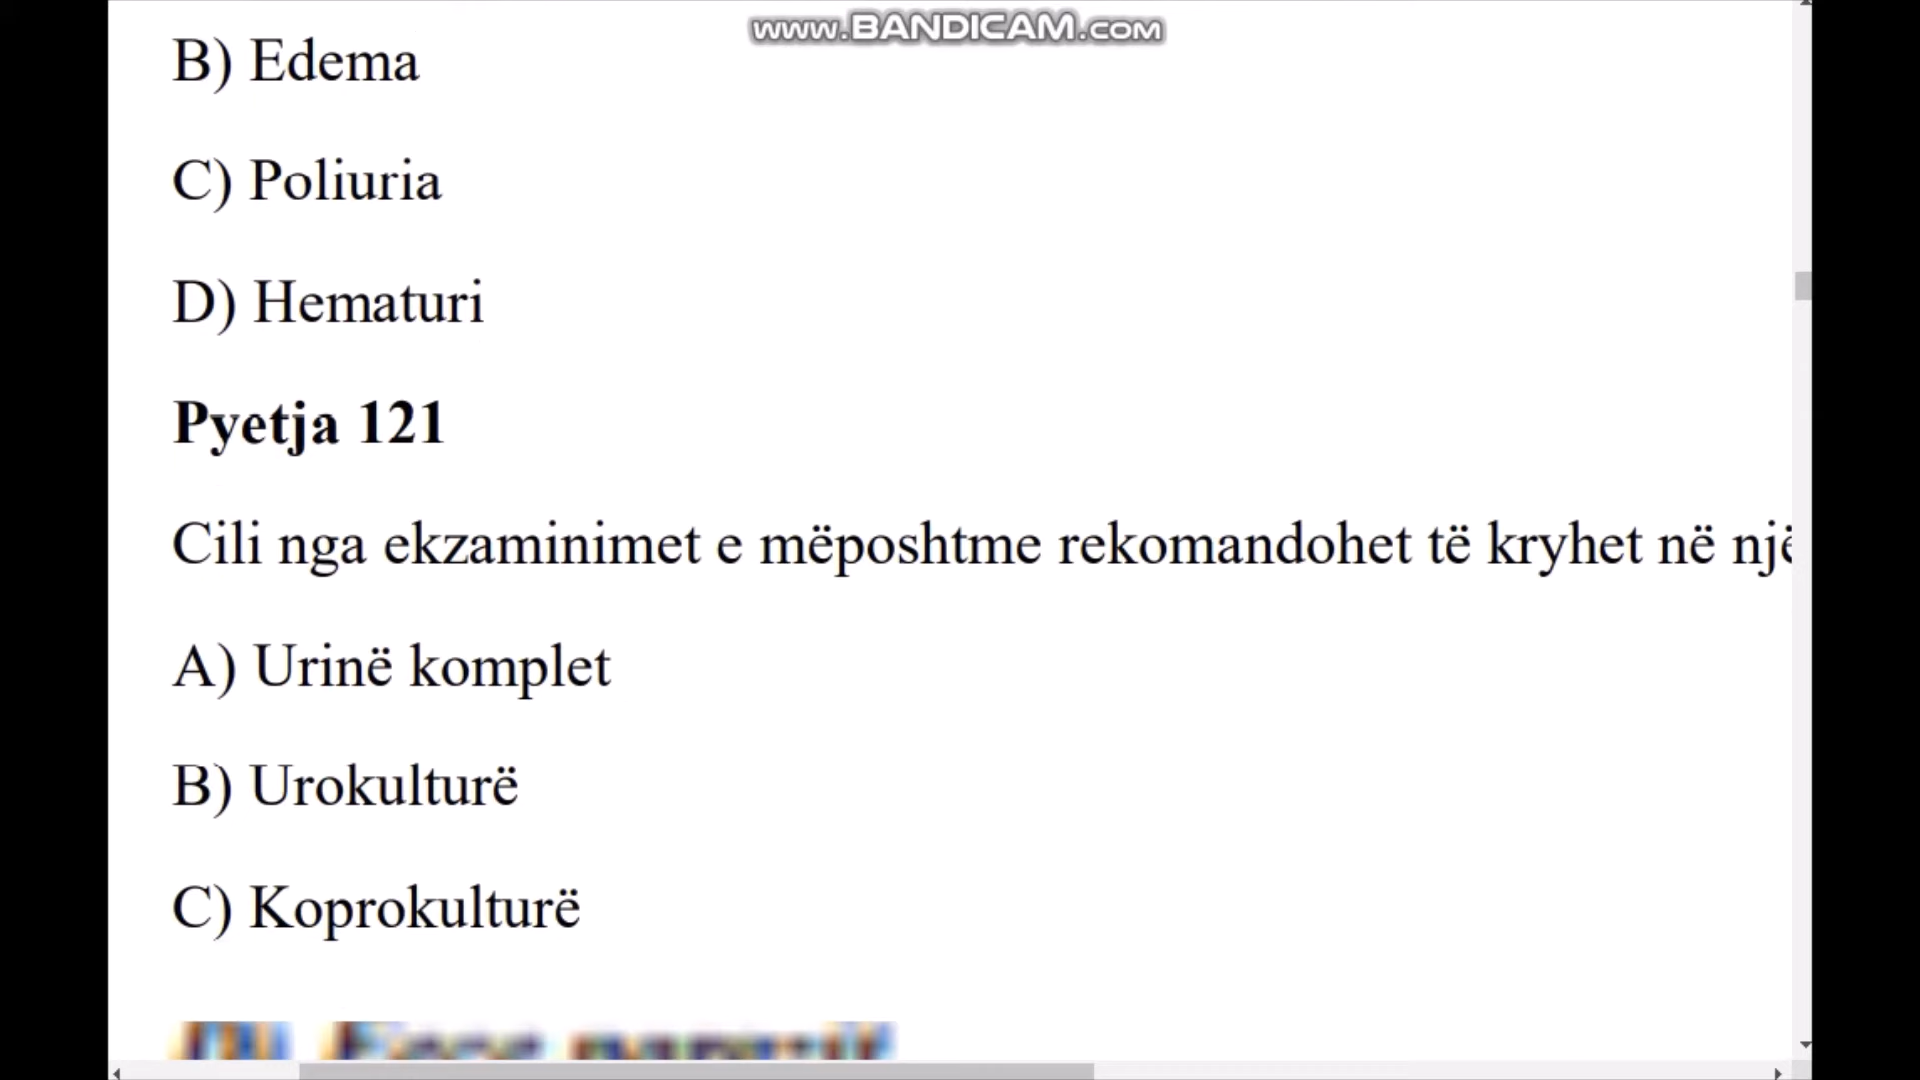 www.BANDICAM.com
B) Edema
C) Poliuria
D) Hematuri
Pyetja 121
Cili nga ekzaminimet e mëposhtme rekomandohet të kryhet në një
A) Urinë komplet
B) Urokulturë
C) Koprokulturë